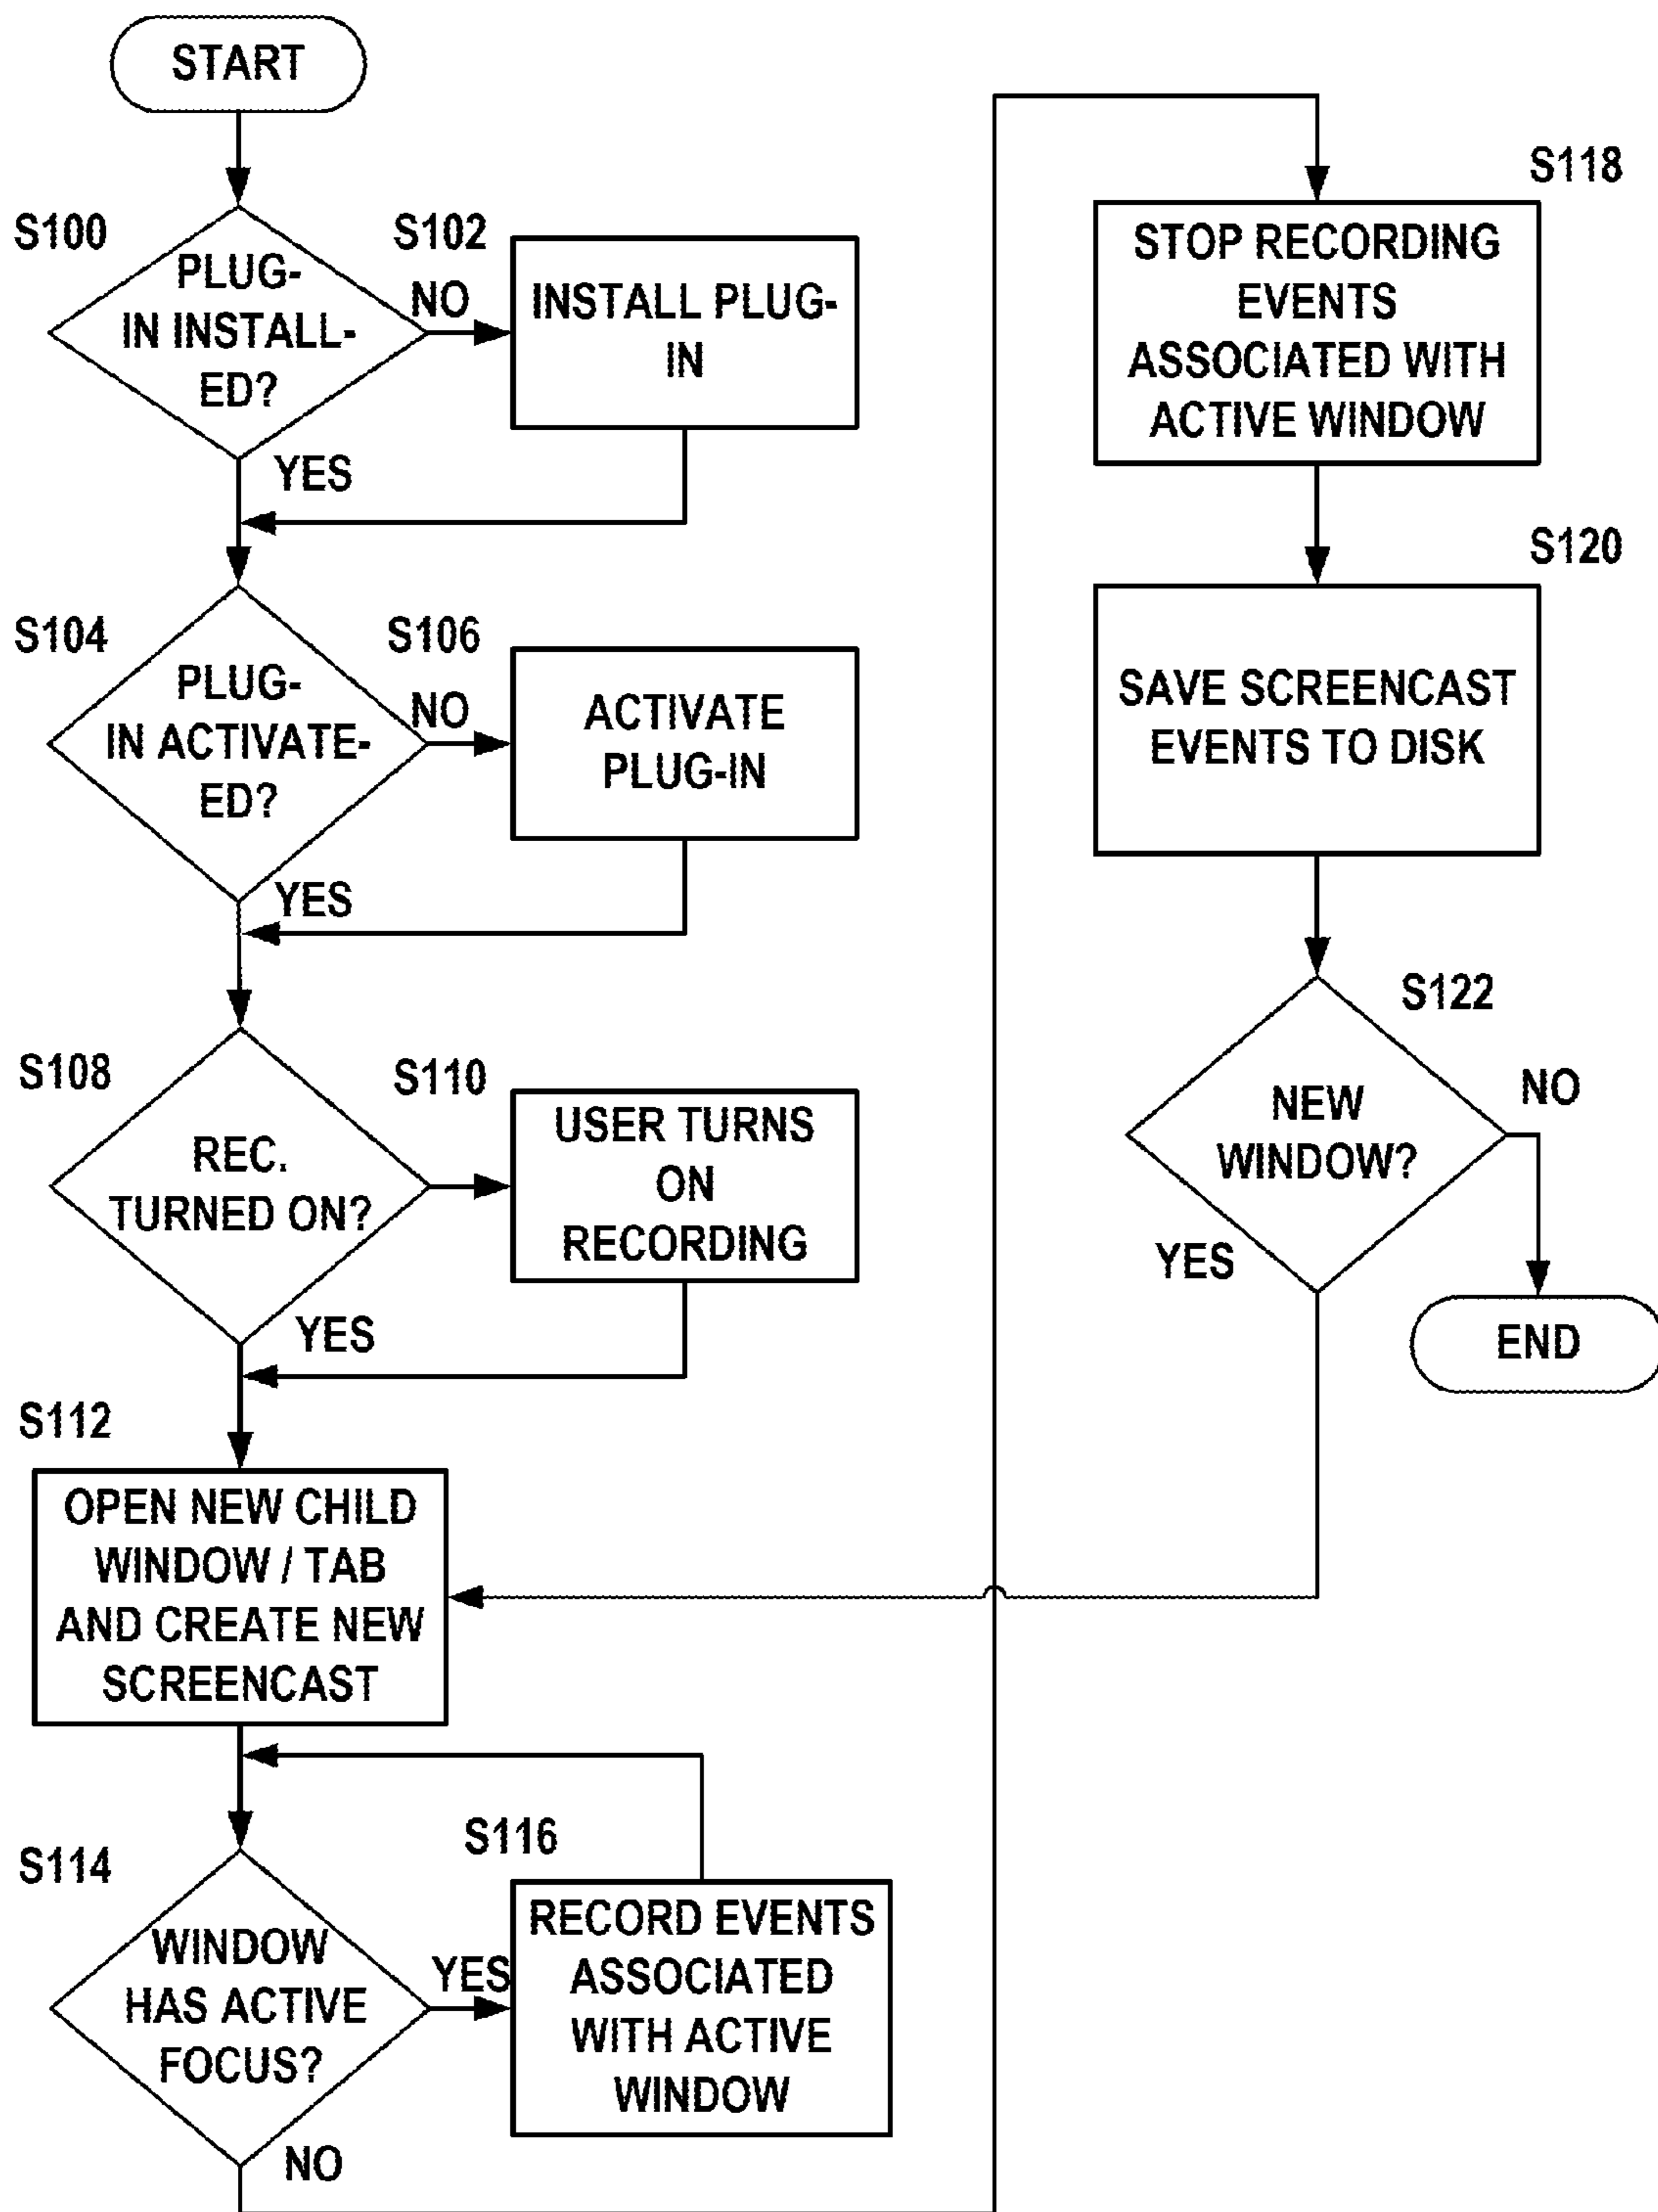 START
S100
PLUG-
IN INSTALL-
ED?
NO
YES
S102
INSTALL PLUG-
IN
S104
PLUG-
IN ACTIVATE-
ED?
NO
YES
S106
ACTIVATE
PLUG-IN
S108
REC.
TURNED ON?
YES
S110
USER TURNS
ON
RECORDING
S112
OPEN NEW CHILD
WINDOW / TAB
AND CREATE NEW
SCREENCAST
S114
WINDOW
HAS ACTIVE
FOCUS?
YES
NO
S116
RECORD EVENTS
ASSOCIATED
WITH ACTIVE
WINDOW
S118
STOP RECORDING
EVENTS
ASSOCIATED WITH
ACTIVE WINDOW
S120
SAVE SCREENCAST
EVENTS TO DISK
S122
NEW
WINDOW?
NO
YES
END